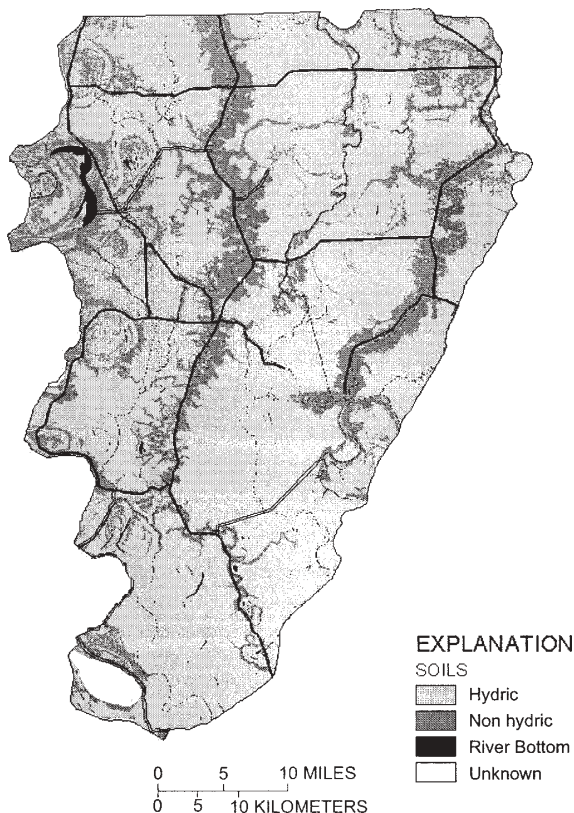 EXPLANATION
SOILS
Hydric
Non hydric
River Bottom
Unknown
0 5 10 MILES
0 5 10 KILOMETERS